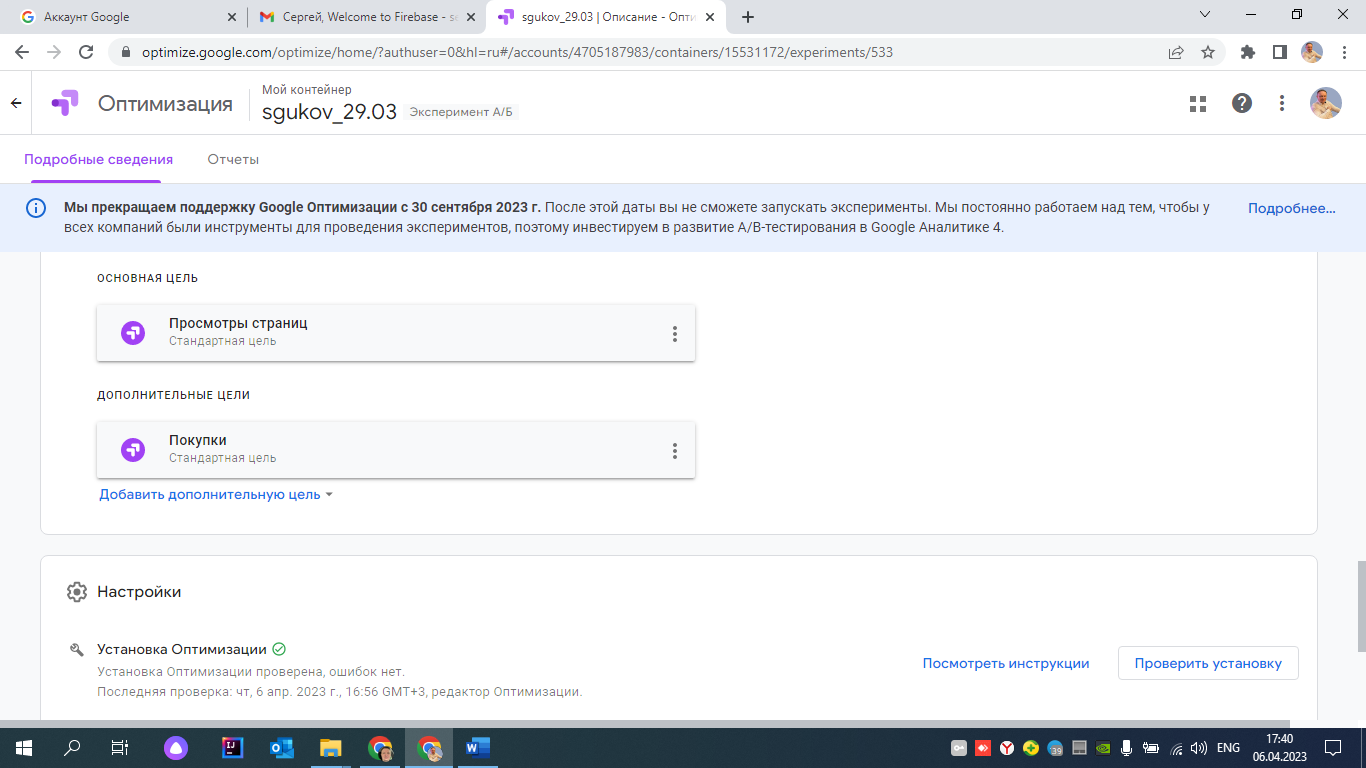 Аккаунт Google
Сергей, Welcome to Firebase - se
sgukov_29.03 | Описание - Опти
optimize.google.com/optimize/home/?authuser=0&hl=ru#/accounts/4705187983/containers/15531172/experiments/533
Оптимизация
Мой контейнер
sgukov_29.03 Эксперимент А/Б
Подробные сведения Отчеты
Мы прекращаем поддержку Google Оптимизации с 30 сентября 2023 г. После этой даты вы не сможете запускать эксперименты. Мы постоянно работаем над тем, чтобы у
всех компаний были инструменты для проведения экспериментов, поэтому инвестируем в развитие A/B-тестирования в Google Аналитике 4.
Подробнее...
ОСНОВНАЯ ЦЕЛЬ
Просмотры страниц
Стандартная цель
ДОПОЛНИТЕЛЬНЫЕ ЦЕЛИ
Покупки
Стандартная цель
Добавить дополнительную цель
Настройки
Установка Оптимизации
Установка Оптимизации проверена, ошибок нет.
Последняя проверка: чт, 6 апр. 2023 г., 16:56 GMT+3, редактор Оптимизации.
Посмотреть инструкции
Проверить установку
39
ENG
17:40
06.04.2023